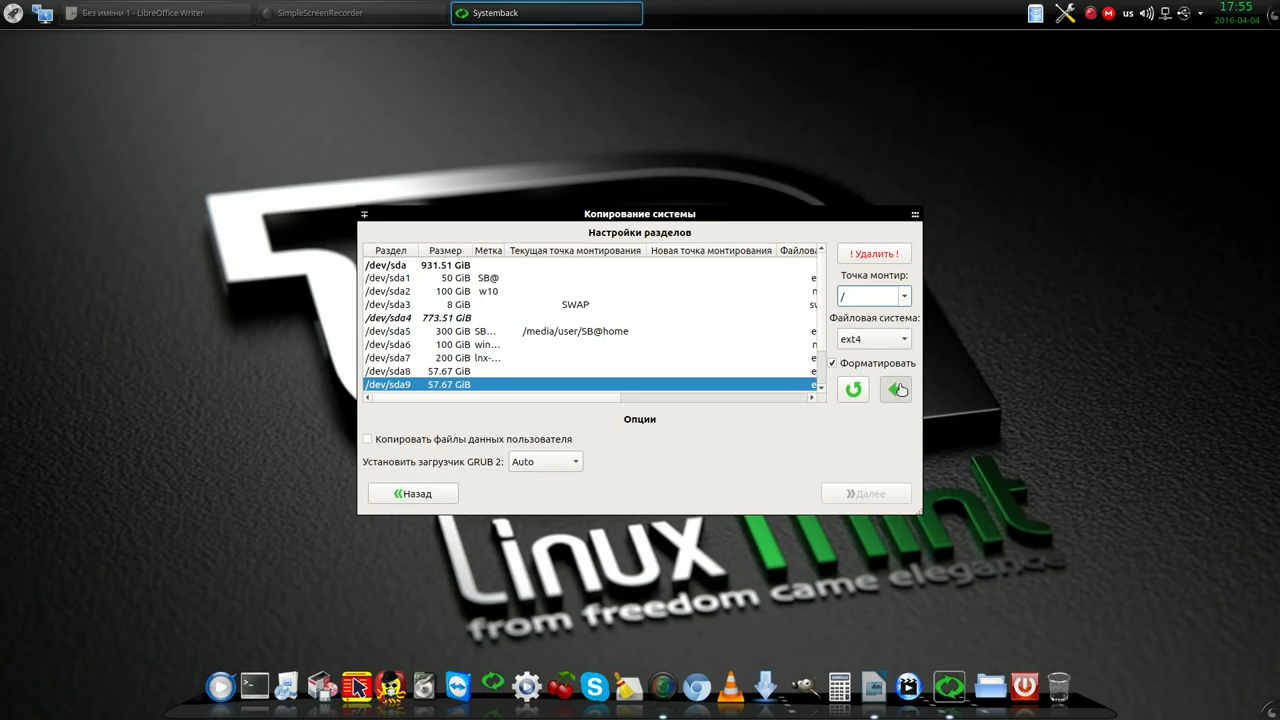 Без имени 1 - LibreOffice Writer
SimpleScreenRecorder
Systemback
us
17:55
2016-04-04
Копирование системы
Настройки разделов
Раздел Размер Метка Текущая точка монтирования Новая точка монтирования Файлова
/dev/sda 931.51 GiB
/dev/sda1 50 GiB SB@ e
/dev/sda2 100 GiB w10 n
/dev/sda3 8 GiB SWAP sv
/dev/sda4 773.51 GiB
/dev/sda5 300 GiB SB... /media/user/SB@home e
/dev/sda6 100 GiB win... n
/dev/sda7 200 GiB lnx-... e
/dev/sda8 57.67 GiB e
/dev/sda9 57.67 GiB e
! Удалить !
Точка монтир:
/
Файловая система:
ext4
Форматировать
Опции
Копировать файлы данных пользователя
Установить загрузчик GRUB 2: Auto
Назад
Далее
Linux Mint
from freedom came elegance